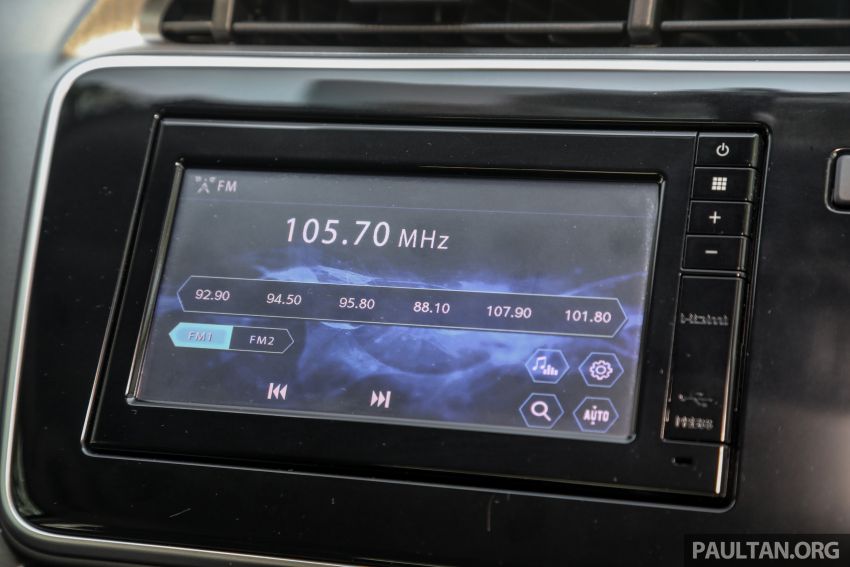 FM
105.70 MHz
92.90 94.50 95.80 88.10 107.90 101.80
FM1 FM2
AUTO
HDMI
PAULTAN.ORG